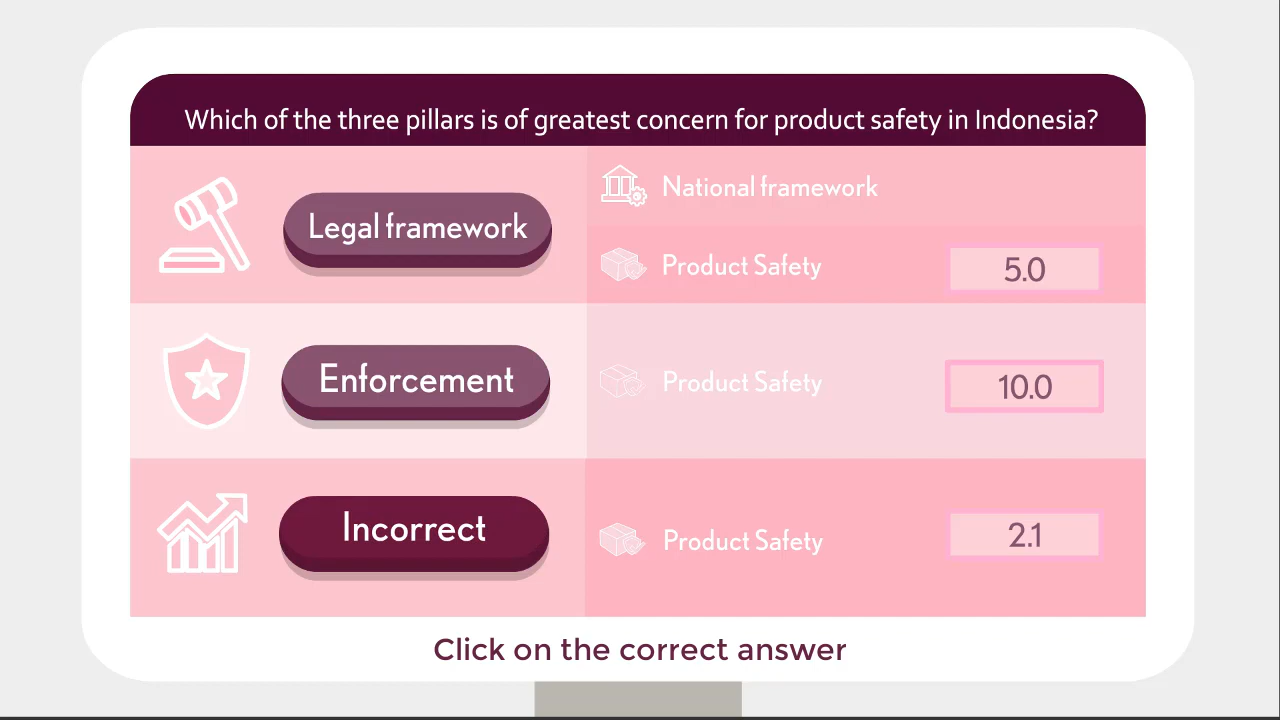 Which of the three pillars is of greatest concern for product safety in Indonesia?
Legal framework
National framework
Product Safety
5.0
Enforcement
Product Safety
10.0
Incorrect
Product Safety
2.1
Click on the correct answer